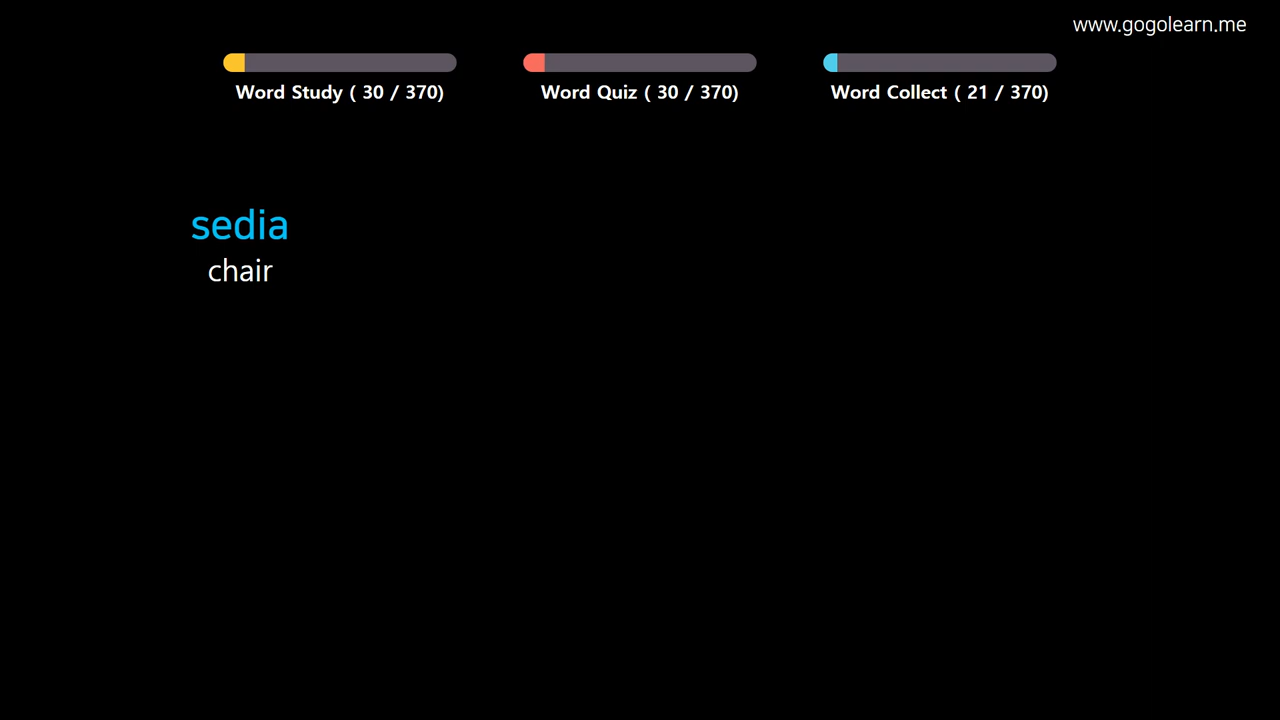 www.gogolearn.me
Word Study ( 30 / 370)
Word Quiz ( 30 / 370)
Word Collect ( 21 / 370)
sedia
chair